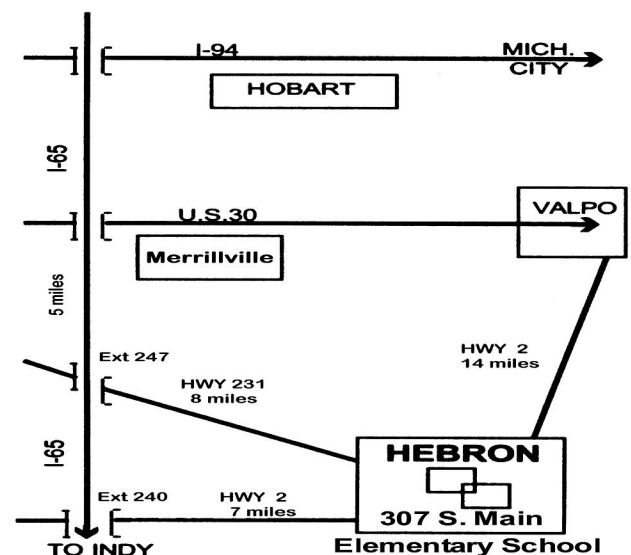 I-94
MICH.
CITY
HOBART
I-65
U.S.30
VALPO
Merrillville
5 miles
Ext 247
HWY 2
14 miles
HWY 231
8 miles
I-65
HEBRON
Ext 240
HWY 2
7 miles
307 S. Main
TO INDY
Elementary School